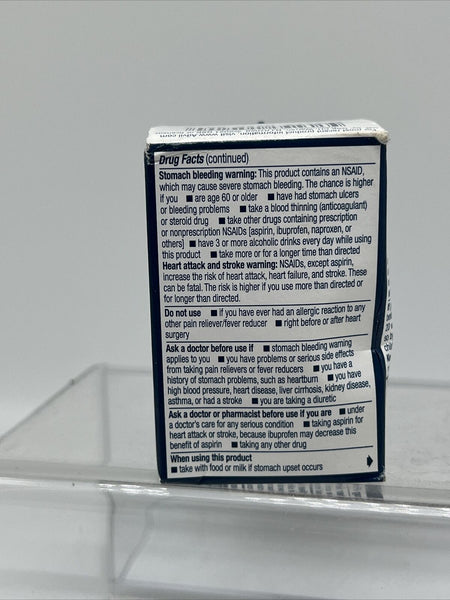 For most recent product information, visit www.Advil.com
Drug Facts (continued)
Stomach bleeding warning: This product contains an NSAID,
which may cause severe stomach bleeding. The chance is higher
if you ■ are age 60 or older ■ have had stomach ulcers
or bleeding problems ■ take a blood thinning (anticoagulant)
or steroid drug ■ take other drugs containing prescription
or nonprescription NSAIDs [aspirin, ibuprofen, naproxen, or
others] ■ have 3 or more alcoholic drinks every day while using
this product ■ take more or for a longer time than directed
Heart attack and stroke warning: NSAIDs, except aspirin,
increase the risk of heart attack, heart failure, and stroke. These
can be fatal. The risk is higher if you use more than directed or
for longer than directed.
Do not use ■ if you have ever had an allergic reaction to any
other pain reliever/fever reducer ■ right before or after heart
surgery
Ask a doctor before use if ■ stomach bleeding warning
applies to you ■ you have problems or serious side effects
from taking pain relievers or fever reducers ■ you have a
history of stomach problems, such as heartburn ■ you have
high blood pressure, heart disease, liver cirrhosis, kidney disease,
asthma, or had a stroke ■ you are taking a diuretic
Ask a doctor or pharmacist before use if you are ■ under
a doctor's care for any serious condition ■ taking aspirin for
heart attack or stroke, because ibuprofen may decrease this
benefit of aspirin ■ taking any other drug
When using this product
■ take with food or milk if stomach upset occurs